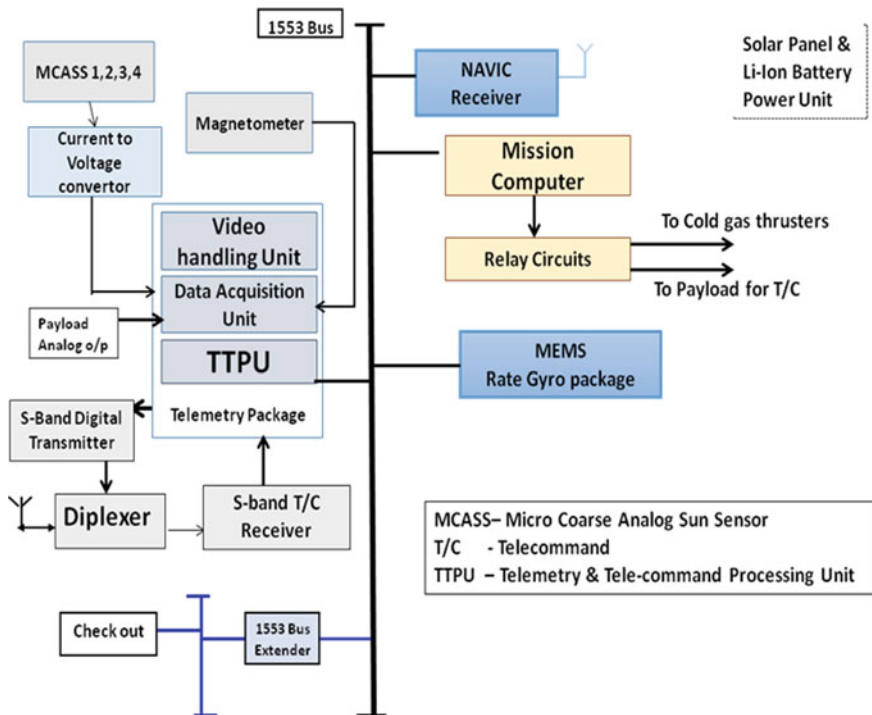 1553 Bus
MCASS 1,2,3,4
Current to
Voltage
convertor
Magnetometer
NAVIC
Receiver
Solar Panel &
Li-Ion Battery
Power Unit
Mission
Computer
Relay Circuits
To Cold gas thrusters
To Payload for T/C
Video
handling Unit
Data Acquisition
Unit
TTPU
Telemetry Package
Payload
Analog o/p
MEMS
Rate Gyro package
S-Band Digital
Transmitter
Diplexer
S-band T/C
Receiver
MCASS– Micro Coarse Analog Sun Sensor
T/C - Telecommand
TTPU – Telemetry & Tele-command Processing Unit
Check out
1553 Bus
Extender